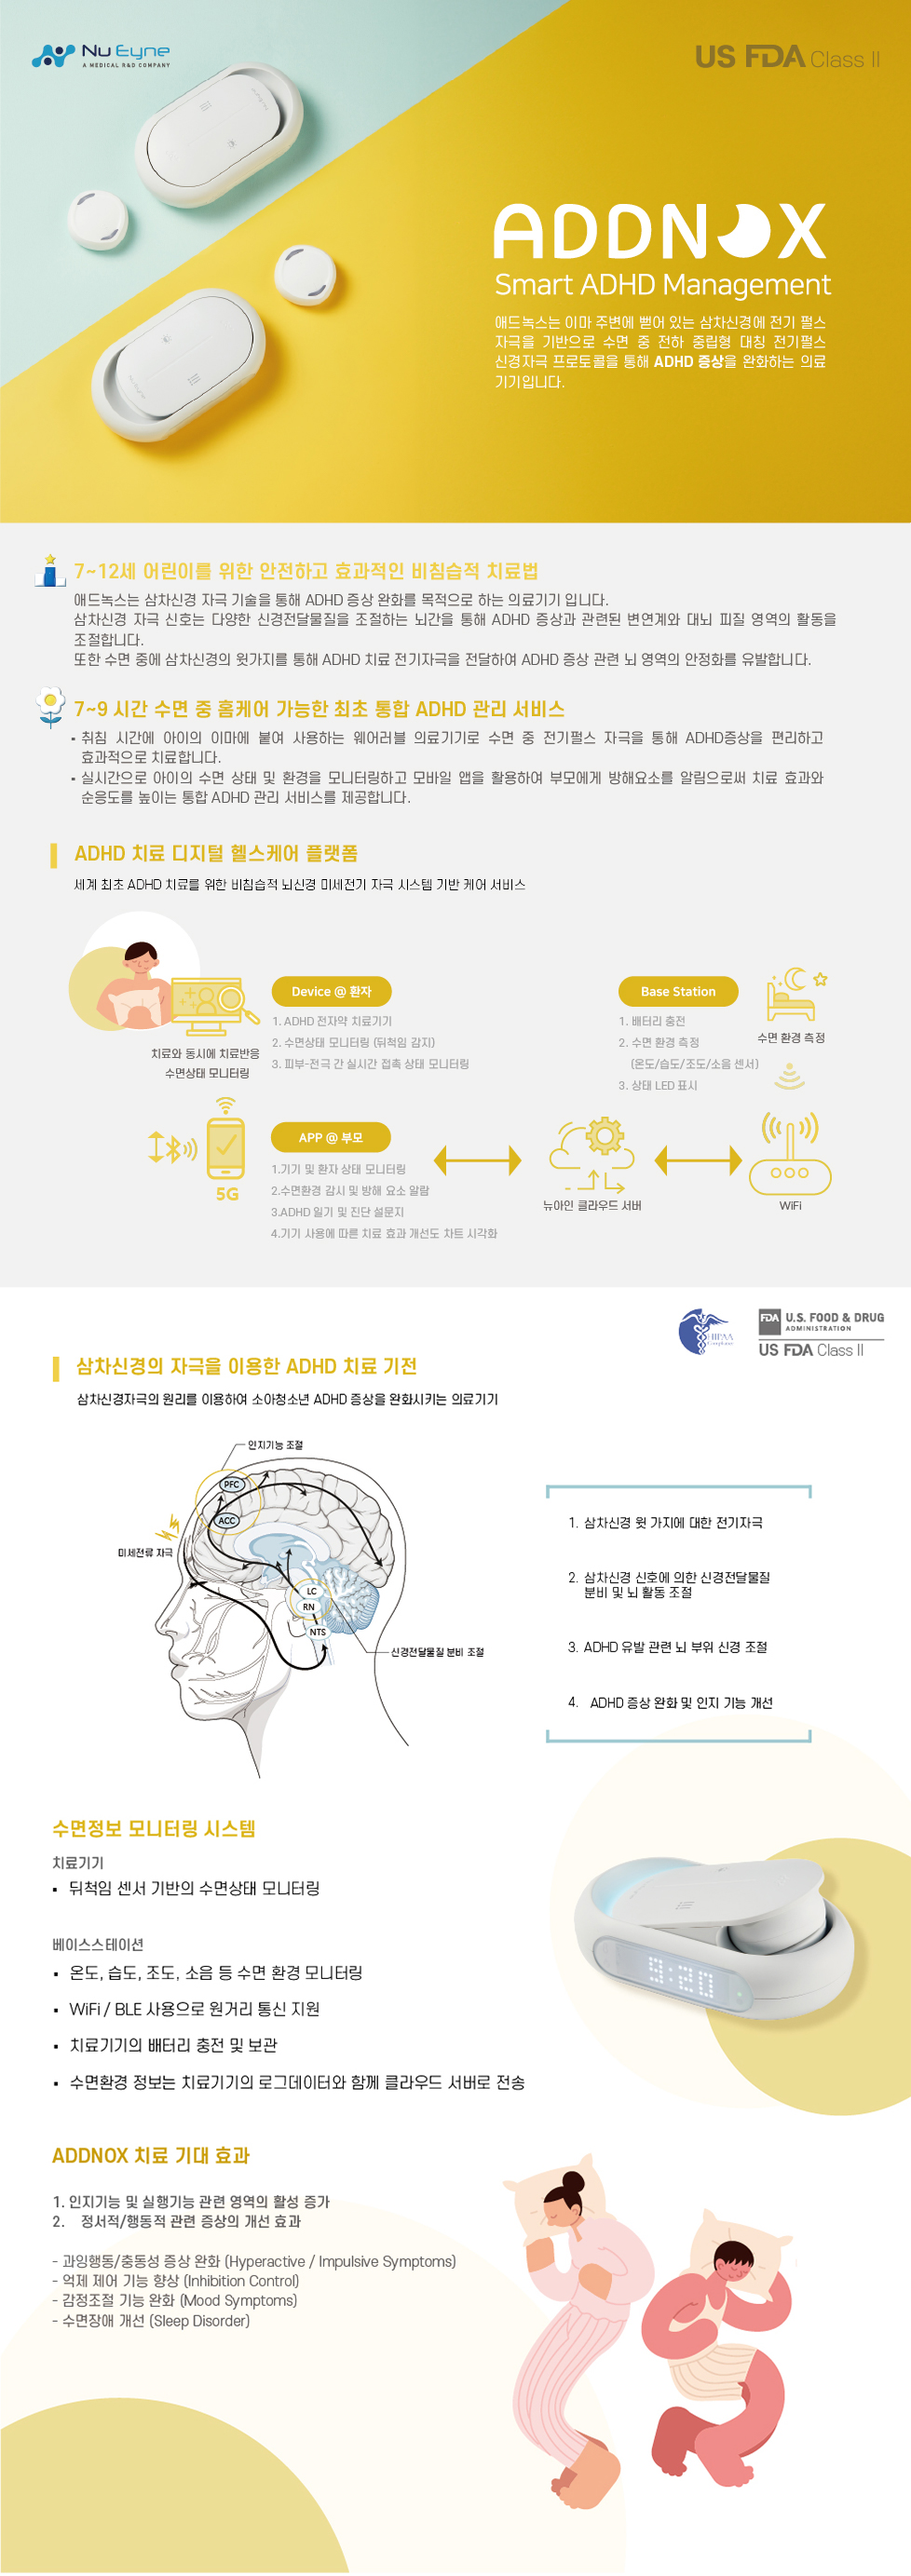 Nu Eyne
A MEDICAL R&D COMPANY
US FDA Class II
ADDNOX
Smart ADHD Management
애드녹스는 이마 주변에 뻗어 있는 삼차신경에 전기 펄스
자극을 기반으로 수면 중 전하 중립형 대칭 전기펄스
신경자극 프로토콜을 통해 ADHD 증상을 완화하는 의료
기기입니다.
7~12세 어린이를 위한 안전하고 효과적인 비침습적 치료법
애드녹스는 삼차신경 자극 기술을 통해 ADHD 증상 완화를 목적으로 하는 의료기기 입니다.
삼차신경 자극 신호는 다양한 신경전달물질을 조절하는 뇌간을 통해 ADHD 증상과 관련된 변연계와 대뇌 피질 영역의 활동을
조절합니다.
또한 수면 중에 삼차신경의 윗가지를 통해 ADHD 치료 전기자극을 전달하여 ADHD 증상 관련 뇌 영역의 안정화를 유발합니다.
7~9 시간 수면 중 홈케어 가능한 최초 통합 ADHD 관리 서비스
• 취침 시간에 아이의 이마에 붙여 사용하는 웨어러블 의료기기로 수면 중 전기펄스 자극을 통해 ADHD증상을 편리하고
효과적으로 치료합니다.
• 실시간으로 아이의 수면 상태 및 환경을 모니터링하고 모바일 앱을 활용하여 부모에게 방해요소를 알림으로써 치료 효과와
순응도를 높이는 통합 ADHD 관리 서비스를 제공합니다.
ADHD 치료 디지털 헬스케어 플랫폼
세계 최초 ADHD 치료를 위한 비침습적 뇌신경 미세전기 자극 시스템 기반 케어 서비스
치료와 동시에 치료반응
수면상태 모니터링
Device @ 환자
1. ADHD 전자약 치료기기
2. 수면상태 모니터링 (뒤척임 감지)
3. 피부-전극 간 실시간 접촉 상태 모니터링
Base Station
1. 배터리 충전
2. 수면 환경 측정
(온도/습도/조도/소음 센서)
3. 상태 LED 표시
수면 환경 측정
5G
APP @ 부모
1.기기 및 환자 상태 모니터링
2.수면환경 감시 및 방해 요소 알람
3.ADHD 일기 및 진단 설문지
4.기기 사용에 따른 치료 효과 개선도 차트 시각화
뉴아인 클라우드 서버
WiFi
HIPAA
Compliance
FDA U.S. FOOD & DRUG
ADMINISTRATION
US FDA Class II
삼차신경의 자극을 이용한 ADHD 치료 기전
삼차신경자극의 원리를 이용하여 소아청소년 ADHD 증상을 완화시키는 의료기기
인지기능 조절
PFC
ACC
미세전류 자극
LC
RN
NTS
신경전달물질 분비 조절
1. 삼차신경 윗 가지에 대한 전기자극
2. 삼차신경 신호에 의한 신경전달물질
분비 및 뇌 활동 조절
3. ADHD 유발 관련 뇌 부위 신경 조절
4. ADHD 증상 완화 및 인지 기능 개선
수면정보 모니터링 시스템
치료기기
• 뒤척임 센서 기반의 수면상태 모니터링
베이스스테이션
• 온도, 습도, 조도, 소음 등 수면 환경 모니터링
• WiFi / BLE 사용으로 원거리 통신 지원
• 치료기기의 배터리 충전 및 보관
• 수면환경 정보는 치료기기의 로그데이터와 함께 클라우드 서버로 전송
9:20
ADDNOX 치료 기대 효과
1. 인지기능 및 실행기능 관련 영역의 활성 증가
2. 정서적/행동적 관련 증상의 개선 효과
- 과잉행동/충동성 증상 완화 (Hyperactive / Impulsive Symptoms)
- 억제 제어 기능 향상 (Inhibition Control)
- 감정조절 기능 완화 (Mood Symptoms)
- 수면장애 개선 (Sleep Disorder)